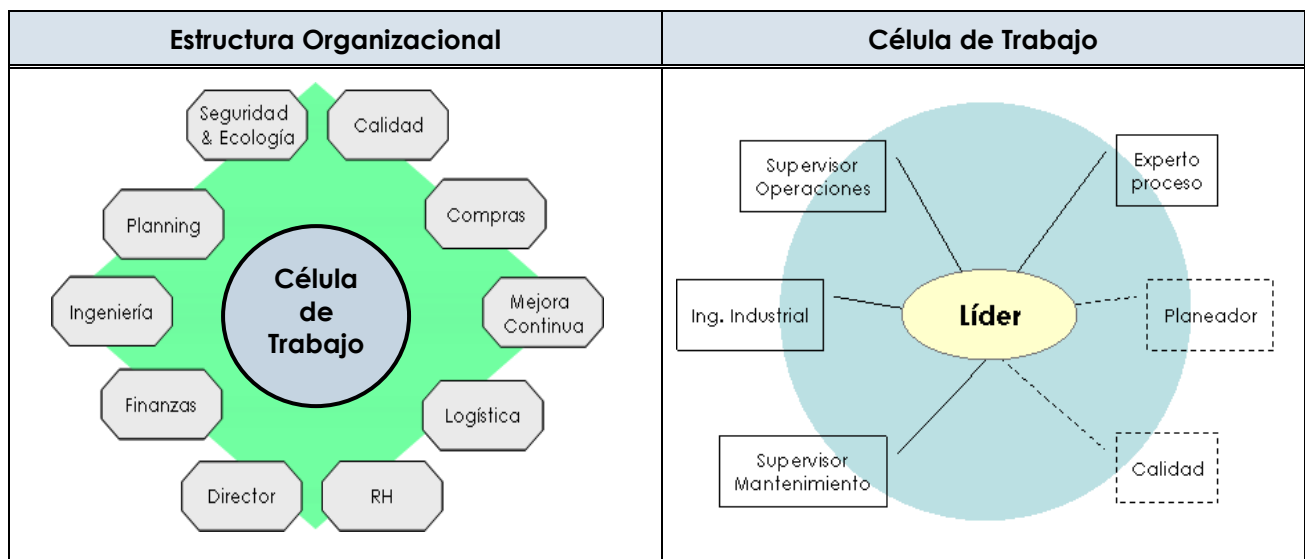 Estructura Organizacional
Célula de Trabajo
Seguridad
& Ecología
Calidad
Planning
Compras
Ingeniería
Célula
de
Trabajo
Mejora
Continua
Finanzas
Logística
Director
RH
Supervisor
Operaciones
Experto
proceso
Ing. Industrial
Líder
Planeador
Supervisor
Mantenimiento
Calidad